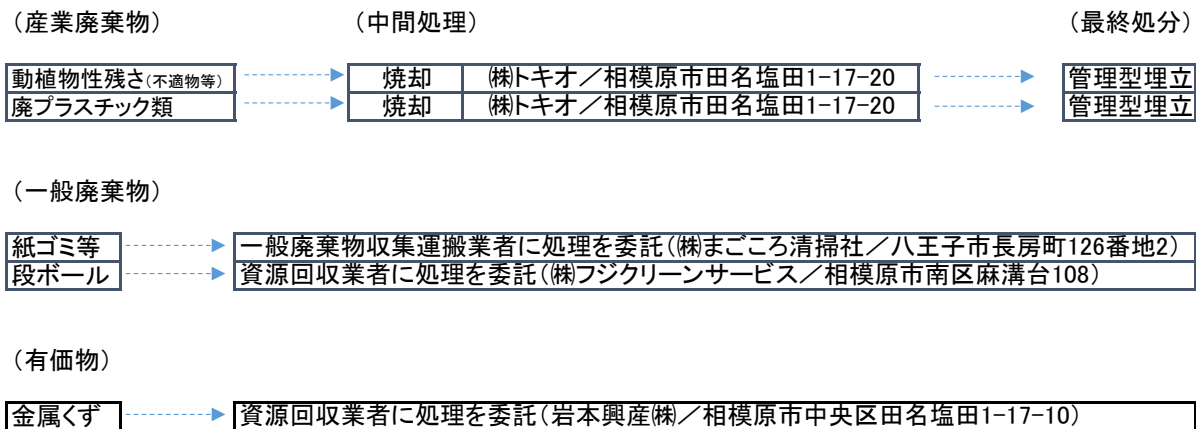 （産業廃棄物） （中間処理） （最終処分）
動植物性残さ（不適物等） 焼却 ㈱トキオ／相模原市田名塩田1-17-20 管理型埋立
廃プラスチック類 焼却 ㈱トキオ／相模原市田名塩田1-17-20 管理型埋立
（一般廃棄物）
紙ゴミ等 一般廃棄物収集運搬業者に処理を委託（㈱まごころ清掃社／八王子市長房町126番地2）
段ボール 資源回収業者に処理を委託（㈱フジクリーンサービス／相模原市南区麻溝台108）
（有価物）
金属くず 資源回収業者に処理を委託（岩本興産㈱／相模原市中央区田名塩田1-17-10）